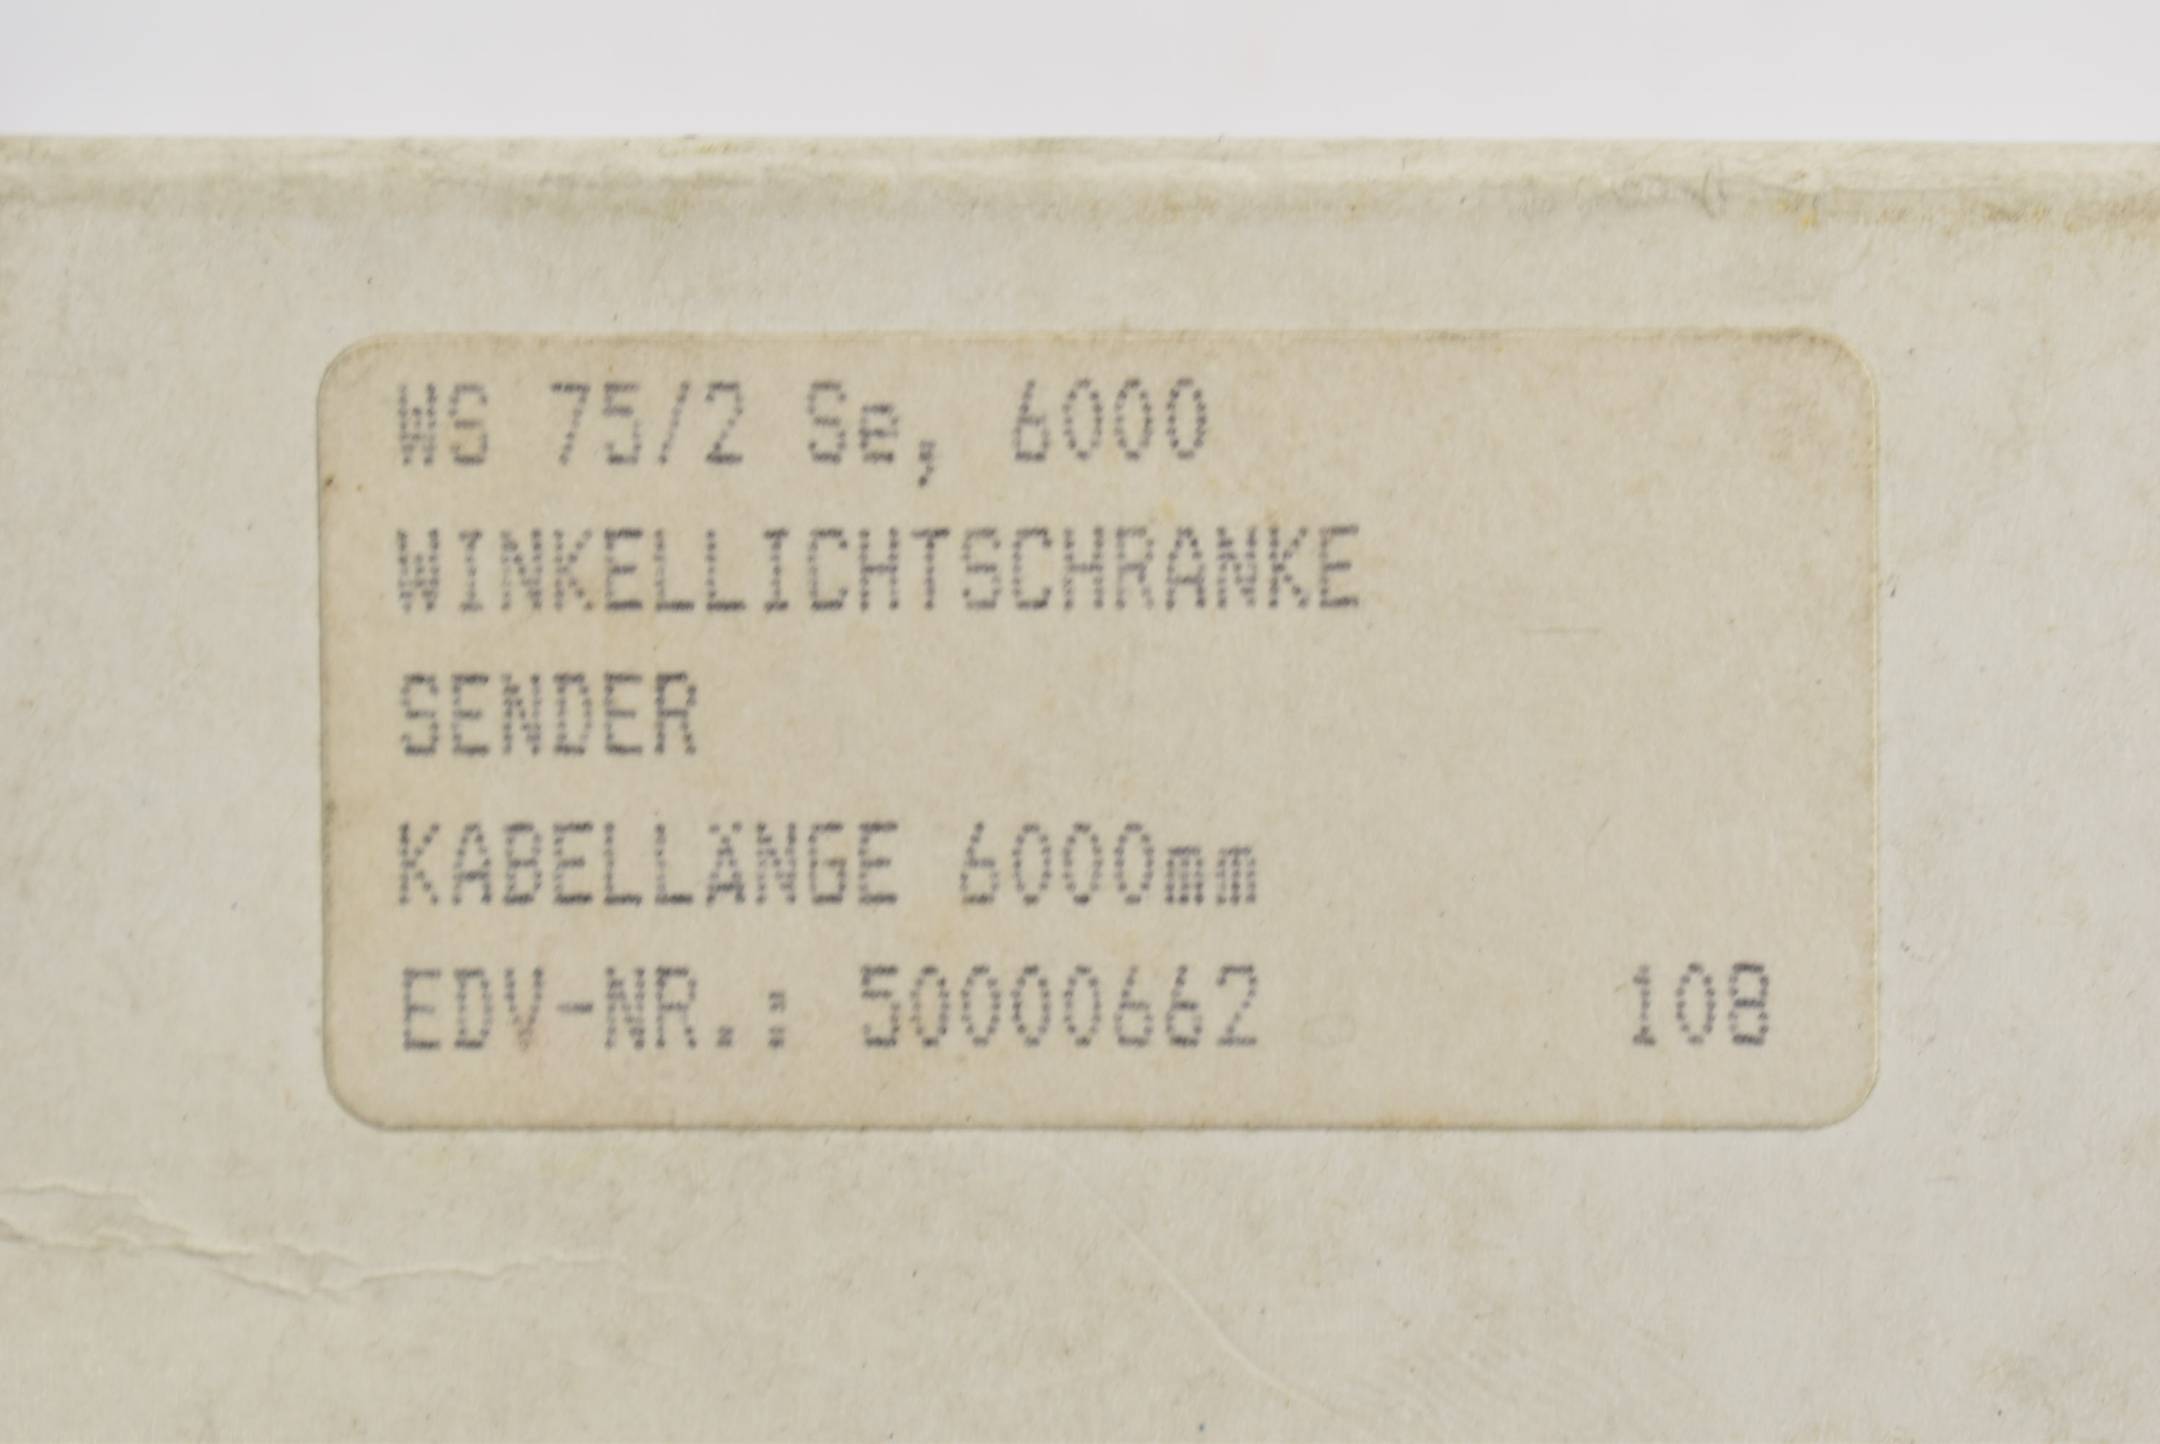 WS 75/2 Se, 6000
WINKELLICHTSCHRANKE
SENDER
KABELLÄNGE 6000mm
EDV-NR.: 50000662 108